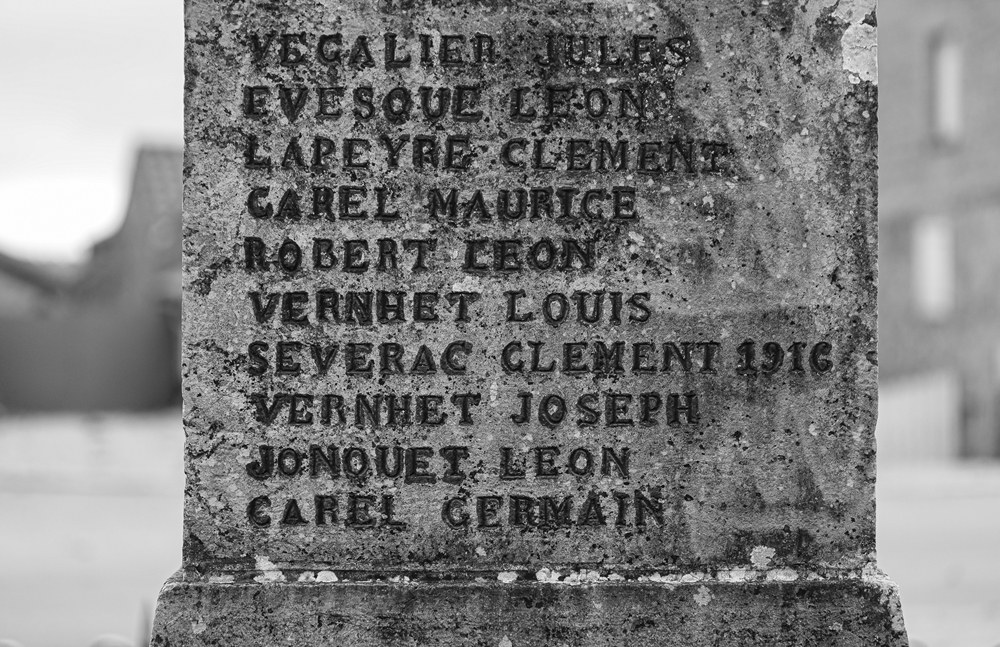 VEGALIER JULES
EVESQUE LEON
LAPEYRE CLEMENT
CAREL MAURICE
ROBERT LEON
VERNHET LOUIS
SEVERAC CLEMENT 1916
VERNHET JOSEPH
JONQUET LEON
CAREL GERMAIN